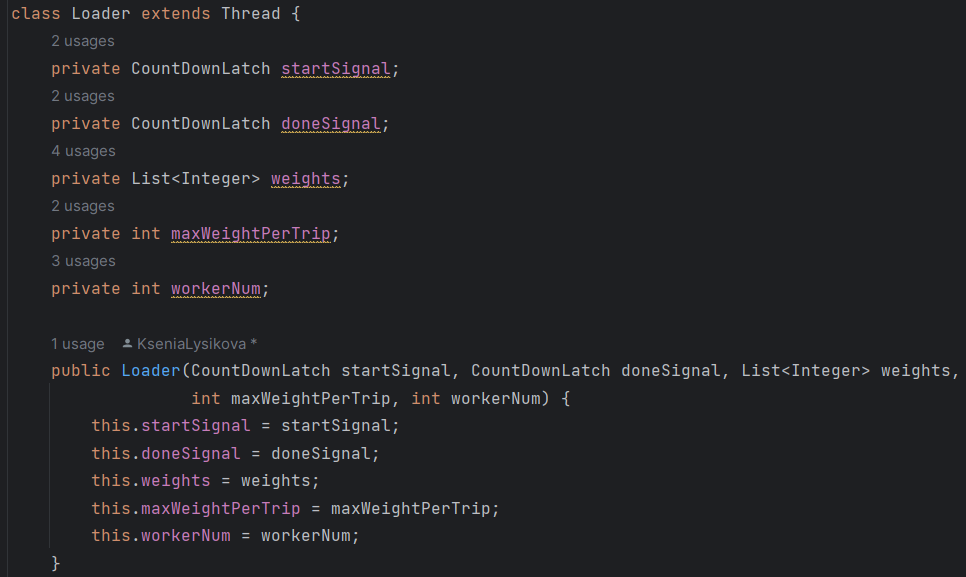 class Loader extends Thread {
2 usages
private CountDownLatch startSignal;
2 usages
private CountDownLatch doneSignal;
4 usages
private List<Integer> weights;
2 usages
private int maxWeightPerTrip;
3 usages
private int workerNum;
1 usage KseniaLysikova *
public Loader(CountDownLatch startSignal, CountDownLatch doneSignal, List<Integer> weights,
int maxWeightPerTrip, int workerNum) {
this.startSignal = startSignal;
this.doneSignal = doneSignal;
this.weights = weights;
this.maxWeightPerTrip = maxWeightPerTrip;
this.workerNum = workerNum;
}